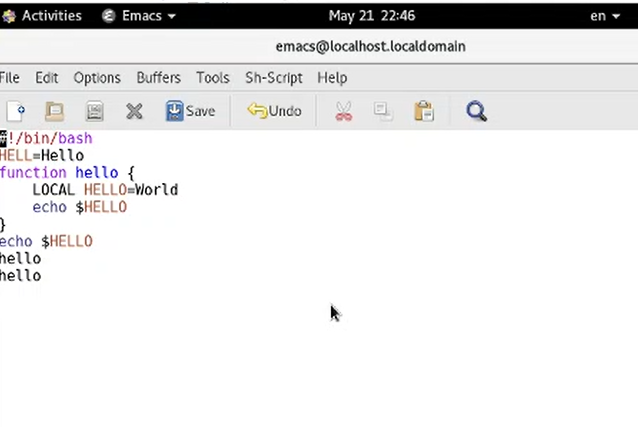 Activities Emacs May 21 22:46 en
emacs@localhost.localdomain
File Edit Options Buffers Tools Sh-Script Help
Save Undo
#!/bin/bash
HELL=Hello
function hello {
LOCAL HELLO=World
echo $HELLO
}
echo $HELLO
hello
hello